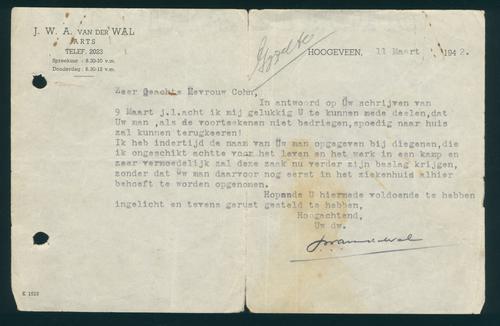 J. W. A. VAN DER WAL
ARTS
TELEF. 2023
Spreekuur : 8.30-10 v.m.
Donderdag : 8.30-12 v.m.
HOOGEVEEN, 11 Maart 1942.
Zeer Geachte Mevrouw Cohn,
In antwoord op Uw schrijven van
9 Maart j.l.acht ik mij gelukkig U te kunnen mede deelen,dat
Uw man ,als de voorteekenen niet bedriegen,spoedig naar huis
zal kunnen terugkeeren!
Ik heb indertijd de naam van Uw man opgegeven bij diegenen,die
ik ongeschikt echtte voor het leven en het werk in een kamp en
zeer vermoedelijk zal deze zaak nu verder zijn beslag krijgen,
zonder dat Uw man daarvoor nog eerst in het ziekenhuis alhier
behoeft te worden opgenomen.
Hopende U hiermede voldoende te hebben
ingelicht en tevens gerust gesteld te hebben,
Hoogachtend,
Uw dw.
JWAvanderWal
K 1523